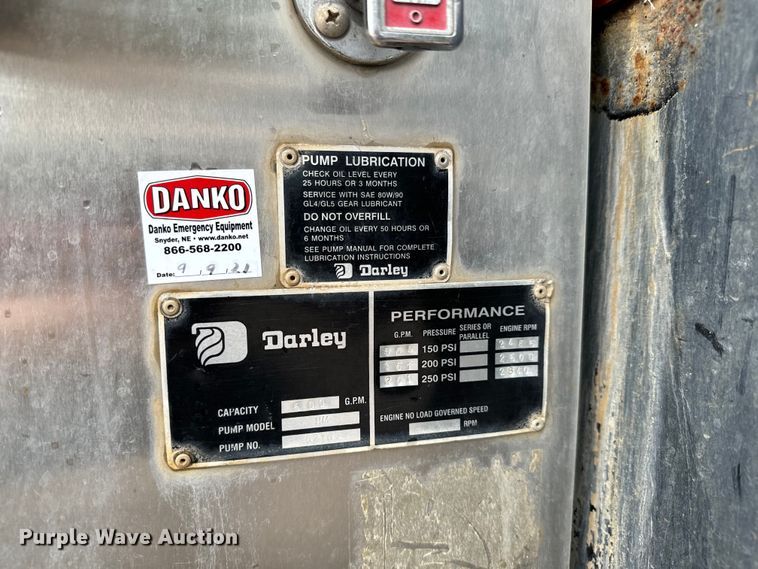 PUMP LUBRICATION
CHECK OIL LEVEL EVERY
25 HOURS OR 3 MONTHS
SERVICE WITH SAE 80W/90
GL4/GL5 GEAR LUBRICANT
DO NOT OVERFILL
CHANGE OIL EVERY 50 HOURS OR
6 MONTHS
SEE PUMP MANUAL FOR COMPLETE
LUBRICATION INSTRUCTIONS
Darley
DANKO
Danko Emergency Equipment
Snyder, NE • www.danko.net
866-568-2200
Date:
Darley
CAPACITY G.P.M.
PUMP MODEL
PUMP NO.
PERFORMANCE
G.P.M. PRESSURE SERIES OR PARALLEL ENGINE RPM
150 PSI
200 PSI
250 PSI
ENGINE NO LOAD GOVERNED SPEED
RPM
Purple Wave Auction